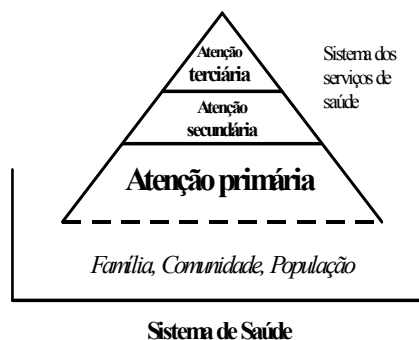 Atenção
terciária
Sistema dos
serviços de
saúde
Atenção
secundária
Atenção primária
Família, Comunidade, População
Sistema de Saúde